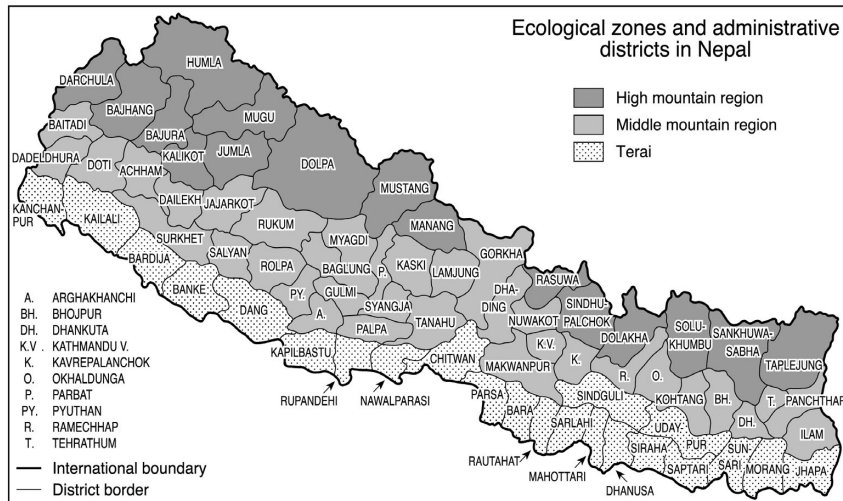 Ecological zones and administrative
districts in Nepal
High mountain region
Middle mountain region
Terai
HUMLA
DARCHULA
BAJHANG
MUGU
BAITADI
BAJURA
DADELDHURA
DOTI
ACHHAM
KALIKOT
JUMLA
DOLPA
KANCHAN-
PUR
KAILALI
DAILEKH
JAJARKOT
MUSTANG
MANANG
RUKUM
SURKHET
SALYAN
MYAGDI
GORKHA
BARDIJA
ROLPA
BAGLUNG
P.
KASKI
LAMJUNG
RASUWA
BANKE
DANG
PY.
GULMI
SYANGJA
DHA-
DING
SINDHU-
PALCHOK
NUWAKOT
A.
PALPA
TANAHU
K.V.
DOLAKHA
SOLU-
KHUMBU
SANKHUWA-
SABHA
TAPLEJUNG
KAPILBASTU
CHITWAN
MAKWANPUR
K.
R.
O.
RUPANDEHI
NAWALPARASI
PARSA
BARA
SINDGULI
KOHTANG
BH.
T.
PANCHTHAR
SARLAHI
UDAY-
PUR
DH.
ILAM
RAUTAHAT
MAHOTTARI
DHANUSA
SIRAHA
SAPTARI
SUN-
SARI
MORANG
JHAPA
A. ARGHAKHANCHI
BH. BHOJPUR
DH. DHANKUTA
K.V . KATHMANDU V.
K. KAVREPALANCHOK
O. OKHALDUNGA
P. PARBAT
PY. PYUTHAN
R. RAMECHHAP
T. TEHRATHUM
International boundary
District border